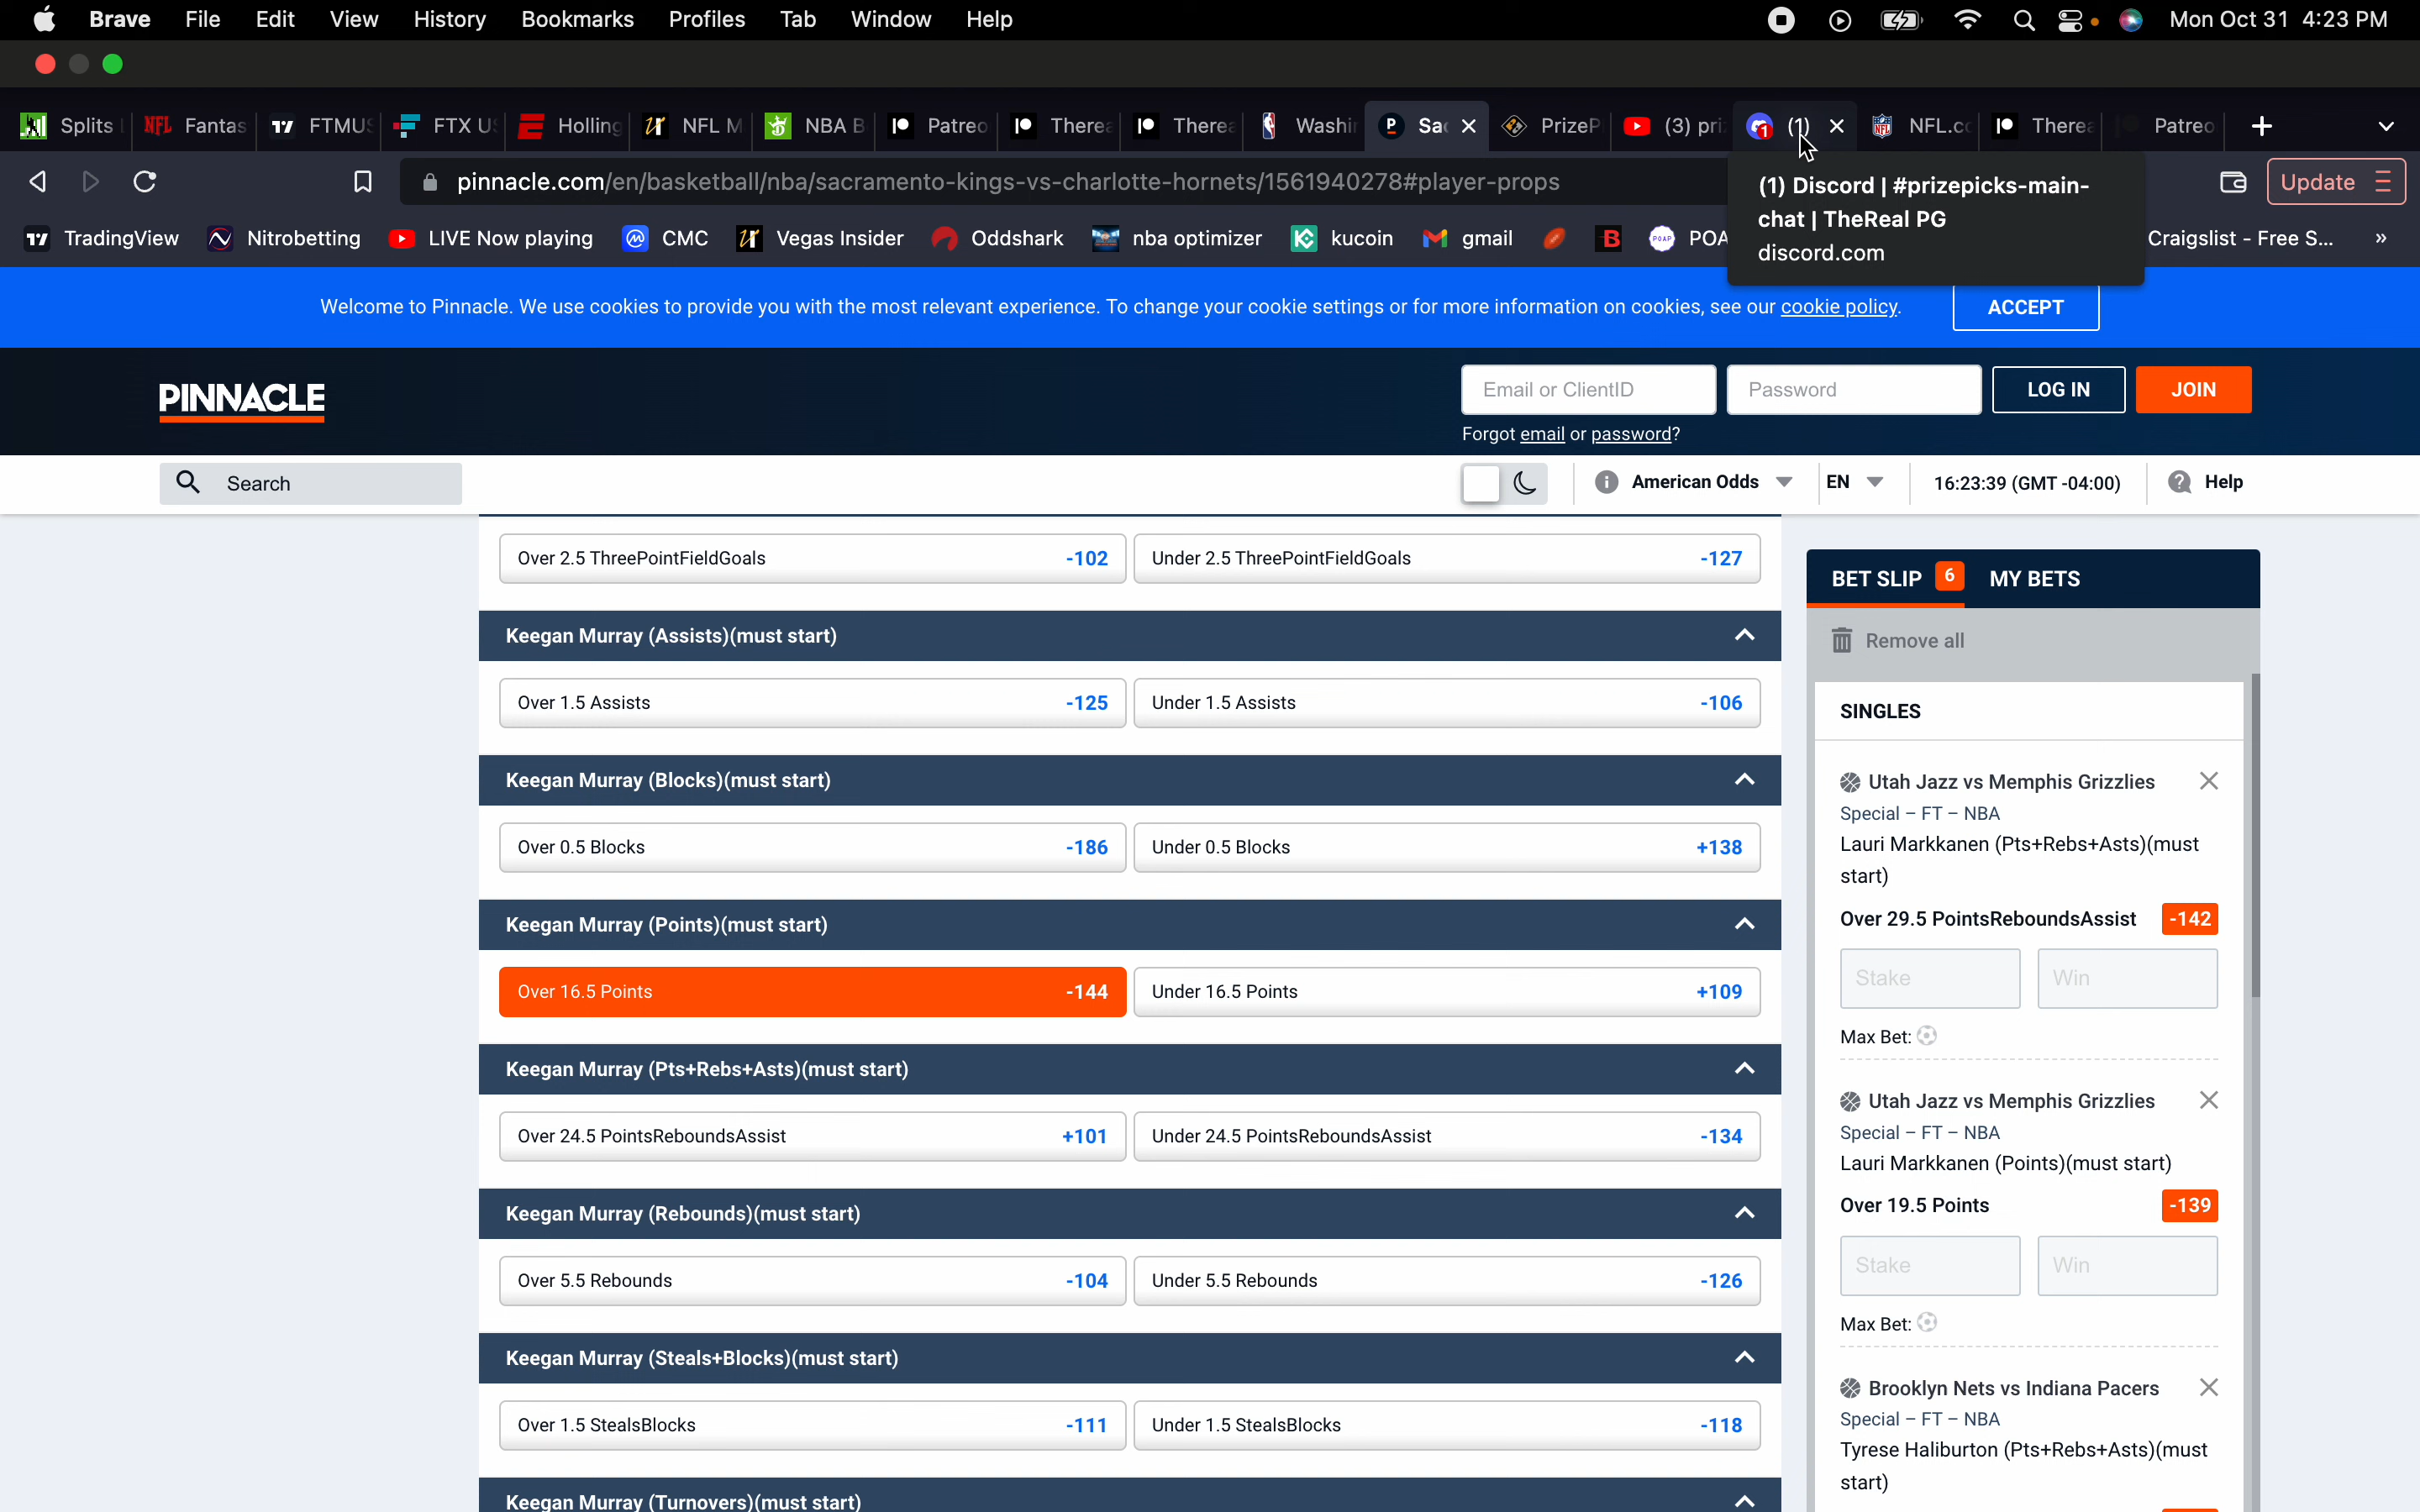 Brave File Edit View History Bookmarks Profiles Tab Window Help Mon Oct 31 4:23 PM
Splits NFL Fantas FTMUS FTX US Holling NFL M NBA B Patreo Therea Therea Washin Sac PrizeP (3) pri (1) NFL.co Therea Patreo
pinnacle.com/en/basketball/nba/sacramento-kings-vs-charlotte-hornets/1561940278#player-props Update
(1) Discord | #prizepicks-main-
chat | TheReal PG
discord.com
TradingView Nitrobetting LIVE Now playing CMC Vegas Insider Oddshark nba optimizer kucoin gmail POA Craigslist - Free S... »
Welcome to Pinnacle. We use cookies to provide you with the most relevant experience. To change your cookie settings or for more information on cookies, see our cookie policy. ACCEPT
PINNACLE Email or ClientID Password LOG IN JOIN
Forgot email or password?
Search American Odds EN 16:23:39 (GMT -04:00) Help
Over 2.5 ThreePointFieldGoals -102 Under 2.5 ThreePointFieldGoals -127
Keegan Murray (Assists)(must start)
Over 1.5 Assists -125 Under 1.5 Assists -106
Keegan Murray (Blocks)(must start)
Over 0.5 Blocks -186 Under 0.5 Blocks +138
Keegan Murray (Points)(must start)
Over 16.5 Points -144 Under 16.5 Points +109
Keegan Murray (Pts+Rebs+Asts)(must start)
Over 24.5 PointsReboundsAssist +101 Under 24.5 PointsReboundsAssist -134
Keegan Murray (Rebounds)(must start)
Over 5.5 Rebounds -104 Under 5.5 Rebounds -126
Keegan Murray (Steals+Blocks)(must start)
Over 1.5 StealsBlocks -111 Under 1.5 StealsBlocks -118
Keegan Murray (Turnovers)(must start)
BET SLIP 6 MY BETS
Remove all
SINGLES
Utah Jazz vs Memphis Grizzlies
Special – FT – NBA
Lauri Markkanen (Pts+Rebs+Asts)(must
start)
Over 29.5 PointsReboundsAssist -142
Stake Win
Max Bet:
Utah Jazz vs Memphis Grizzlies
Special – FT – NBA
Lauri Markkanen (Points)(must start)
Over 19.5 Points -139
Stake Win
Max Bet:
Brooklyn Nets vs Indiana Pacers
Special – FT – NBA
Tyrese Haliburton (Pts+Rebs+Asts)(must
start)